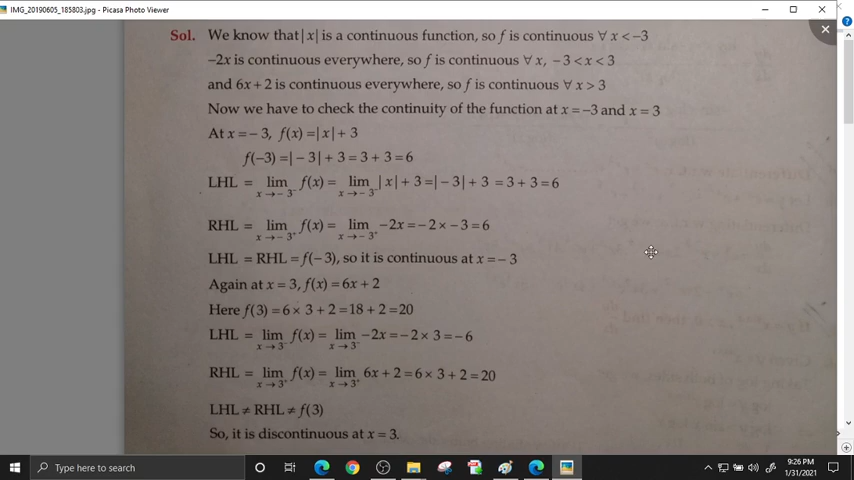 IMG_20190605_185803.jpg - Picasa Photo Viewer
Sol. We know that |x| is a continuous function, so f is continuous ∀ x < −3
−2x is continuous everywhere, so f is continuous ∀ x, −3 < x < 3
and 6x + 2 is continuous everywhere, so f is continuous ∀ x > 3
Now we have to check the continuity of the function at x = −3 and x = 3
At x = −3, f(x) = |x| + 3
f(−3) = |−3| + 3 = 3 + 3 = 6
LHL = lim x→−3⁻ f(x) = lim x→−3⁻ |x| + 3 = |−3| + 3 = 3 + 3 = 6
RHL = lim x→−3⁺ f(x) = lim x→−3⁺ −2x = −2 × −3 = 6
LHL = RHL = f(−3), so it is continuous at x = −3
Again at x = 3, f(x) = 6x + 2
Here f(3) = 6 × 3 + 2 = 18 + 2 = 20
LHL = lim x→3⁻ f(x) = lim x→3⁻ −2x = −2 × 3 = −6
RHL = lim x→3⁺ f(x) = lim x→3⁺ 6x + 2 = 6 × 3 + 2 = 20
LHL ≠ RHL ≠ f(3)
So, it is discontinuous at x = 3.
Type here to search
9:26 PM
1/31/2021